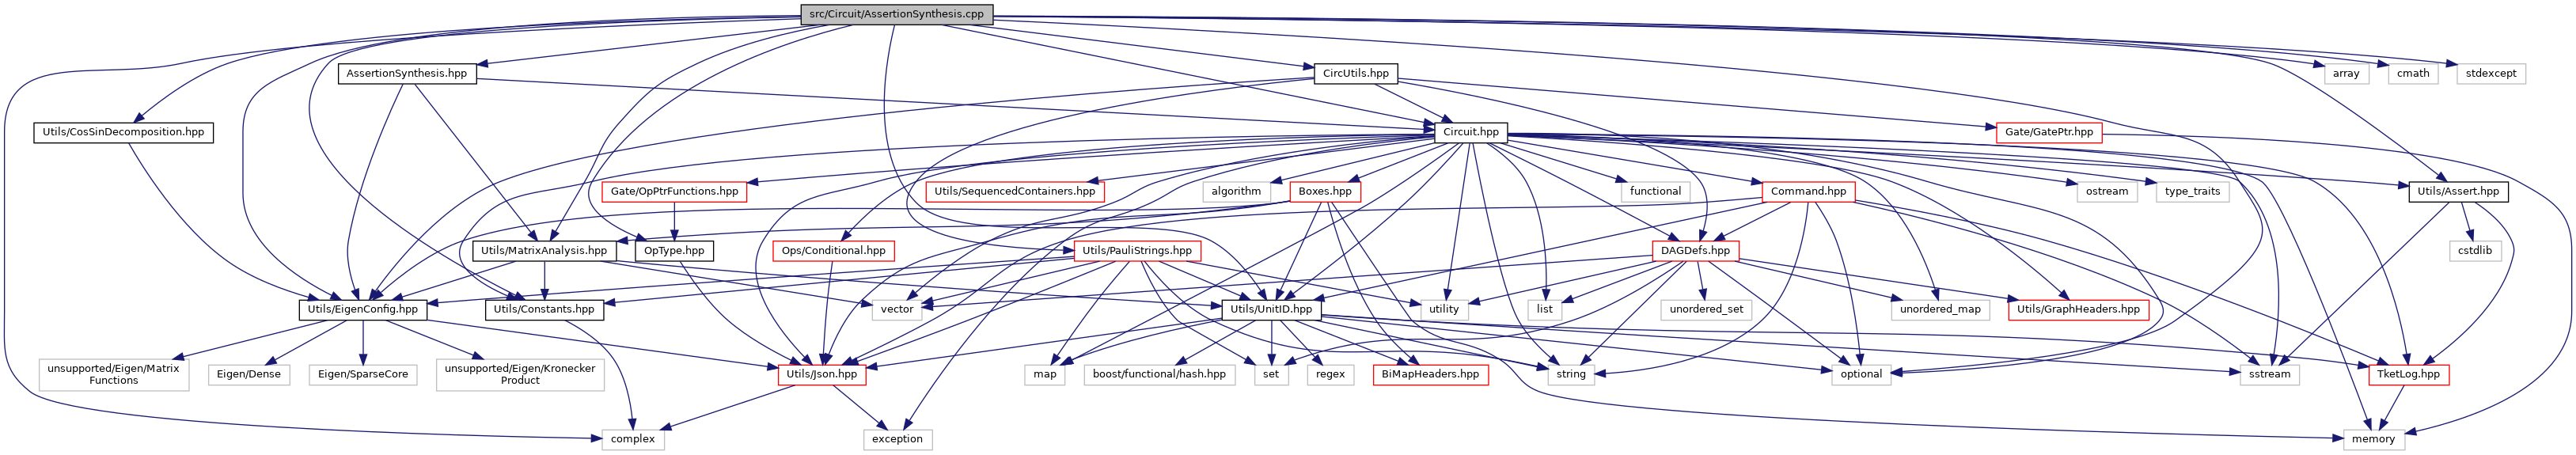 src/Circuit/AssertionSynthesis.cpp
AssertionSynthesis.hpp
CircUtils.hpp
array
cmath
stdexcept
Utils/CosSinDecomposition.hpp
Circuit.hpp
Gate/GatePtr.hpp
Gate/OpPtrFunctions.hpp
Utils/SequencedContainers.hpp
algorithm
Boxes.hpp
functional
Command.hpp
ostream
type_traits
Utils/Assert.hpp
Utils/MatrixAnalysis.hpp
OpType.hpp
Ops/Conditional.hpp
Utils/PauliStrings.hpp
DAGDefs.hpp
cstdlib
Utils/EigenConfig.hpp
Utils/Constants.hpp
vector
Utils/UnitID.hpp
utility
list
unordered_set
unordered_map
Utils/GraphHeaders.hpp
unsupported/Eigen/Matrix
Functions
Eigen/Dense
Eigen/SparseCore
unsupported/Eigen/Kronecker
Product
Utils/Json.hpp
map
boost/functional/hash.hpp
set
regex
BiMapHeaders.hpp
string
optional
sstream
TketLog.hpp
complex
exception
memory